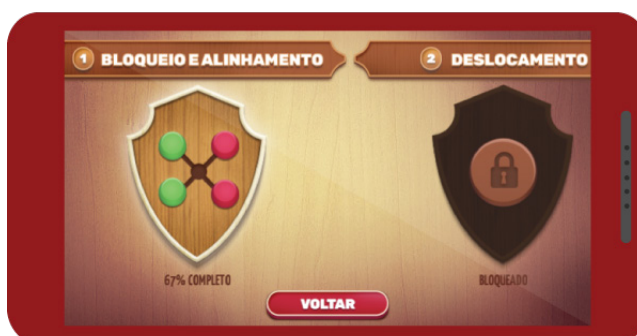 1 BLOQUEIO E ALINHAMENTO
2 DESLOCAMENTO
67% COMPLETO
BLOQUEADO
VOLTAR